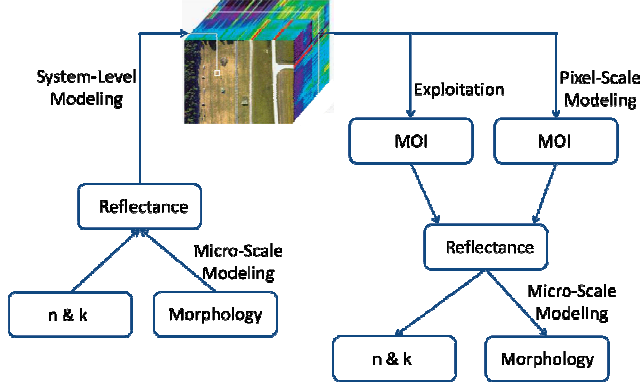 System-Level
Modeling
Exploitation
Pixel-Scale
Modeling
MOI
MOI
Reflectance
Reflectance
Micro-Scale
Modeling
n & k
Morphology
Micro-Scale
Modeling
n & k
Morphology